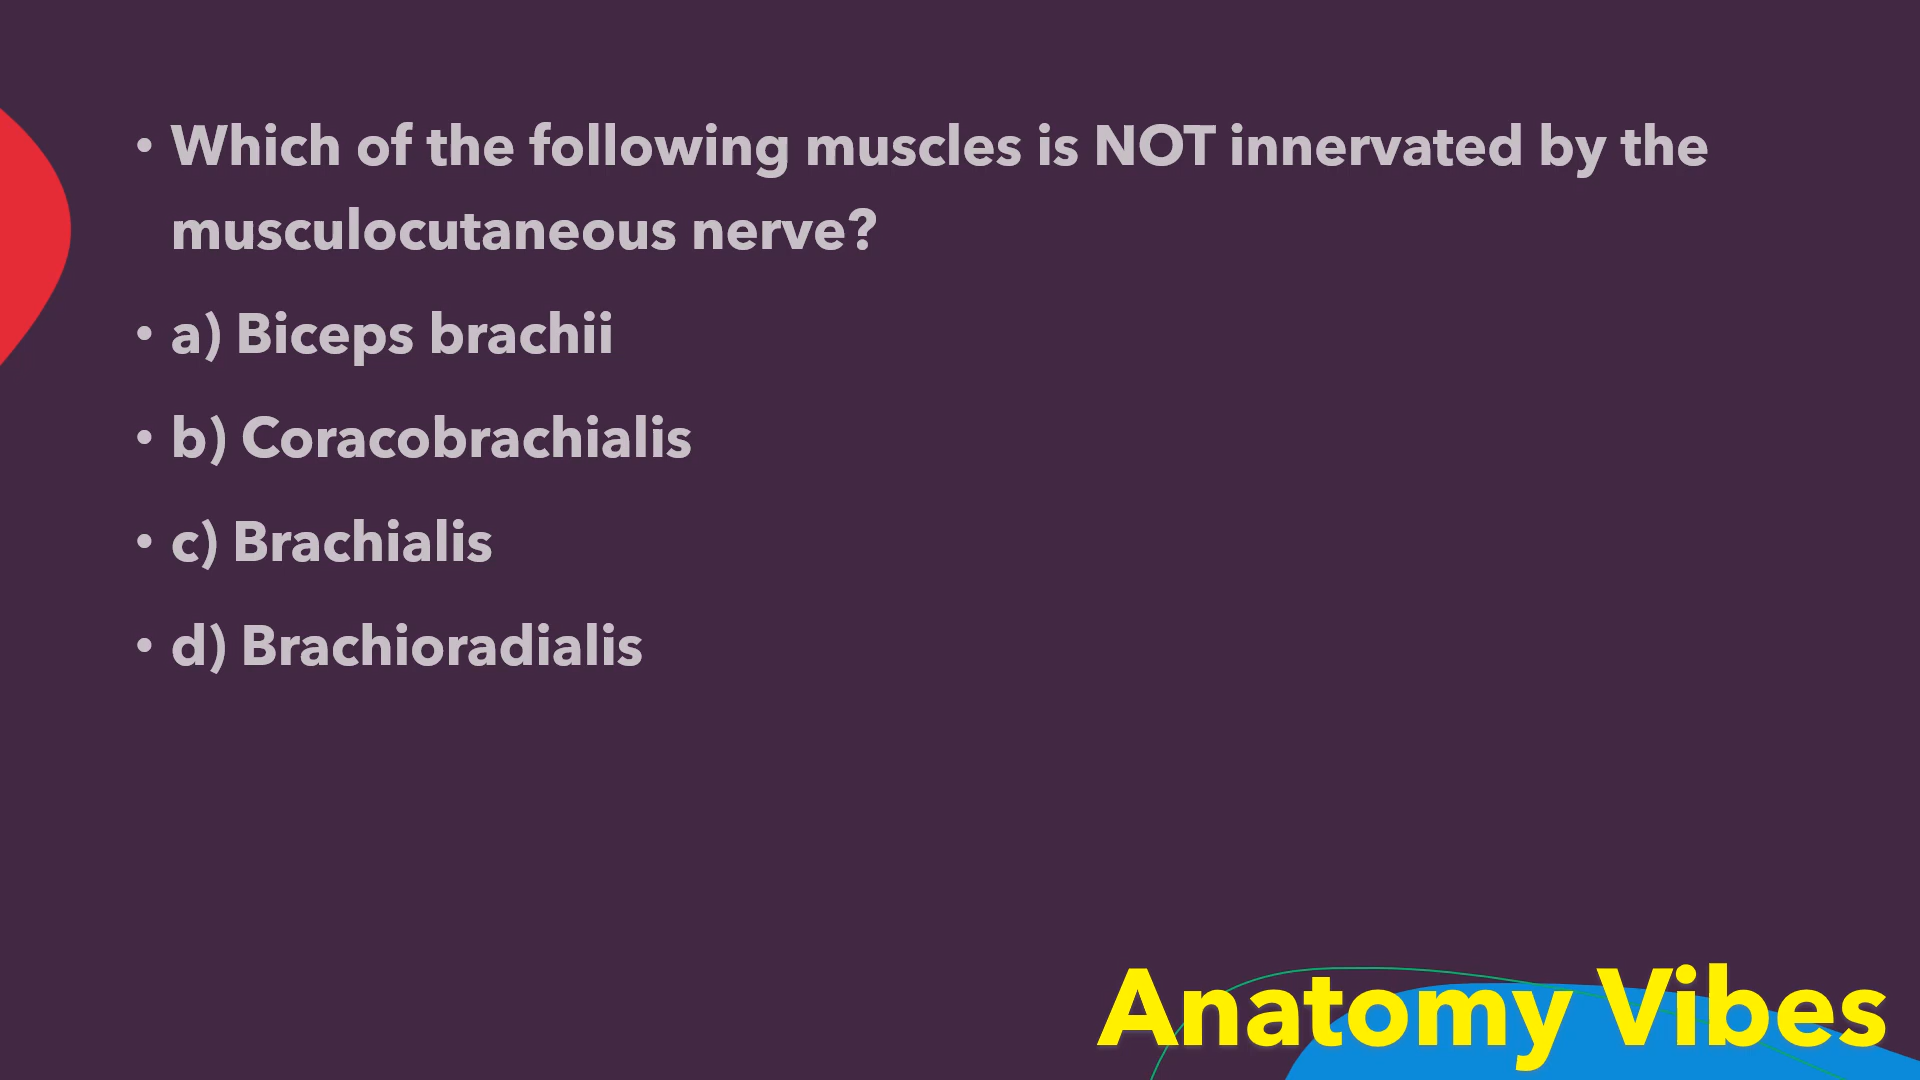 • Which of the following muscles is NOT innervated by the
musculocutaneous nerve?
• a) Biceps brachii
• b) Coracobrachialis
• c) Brachialis
• d) Brachioradialis
Anatomy Vibes